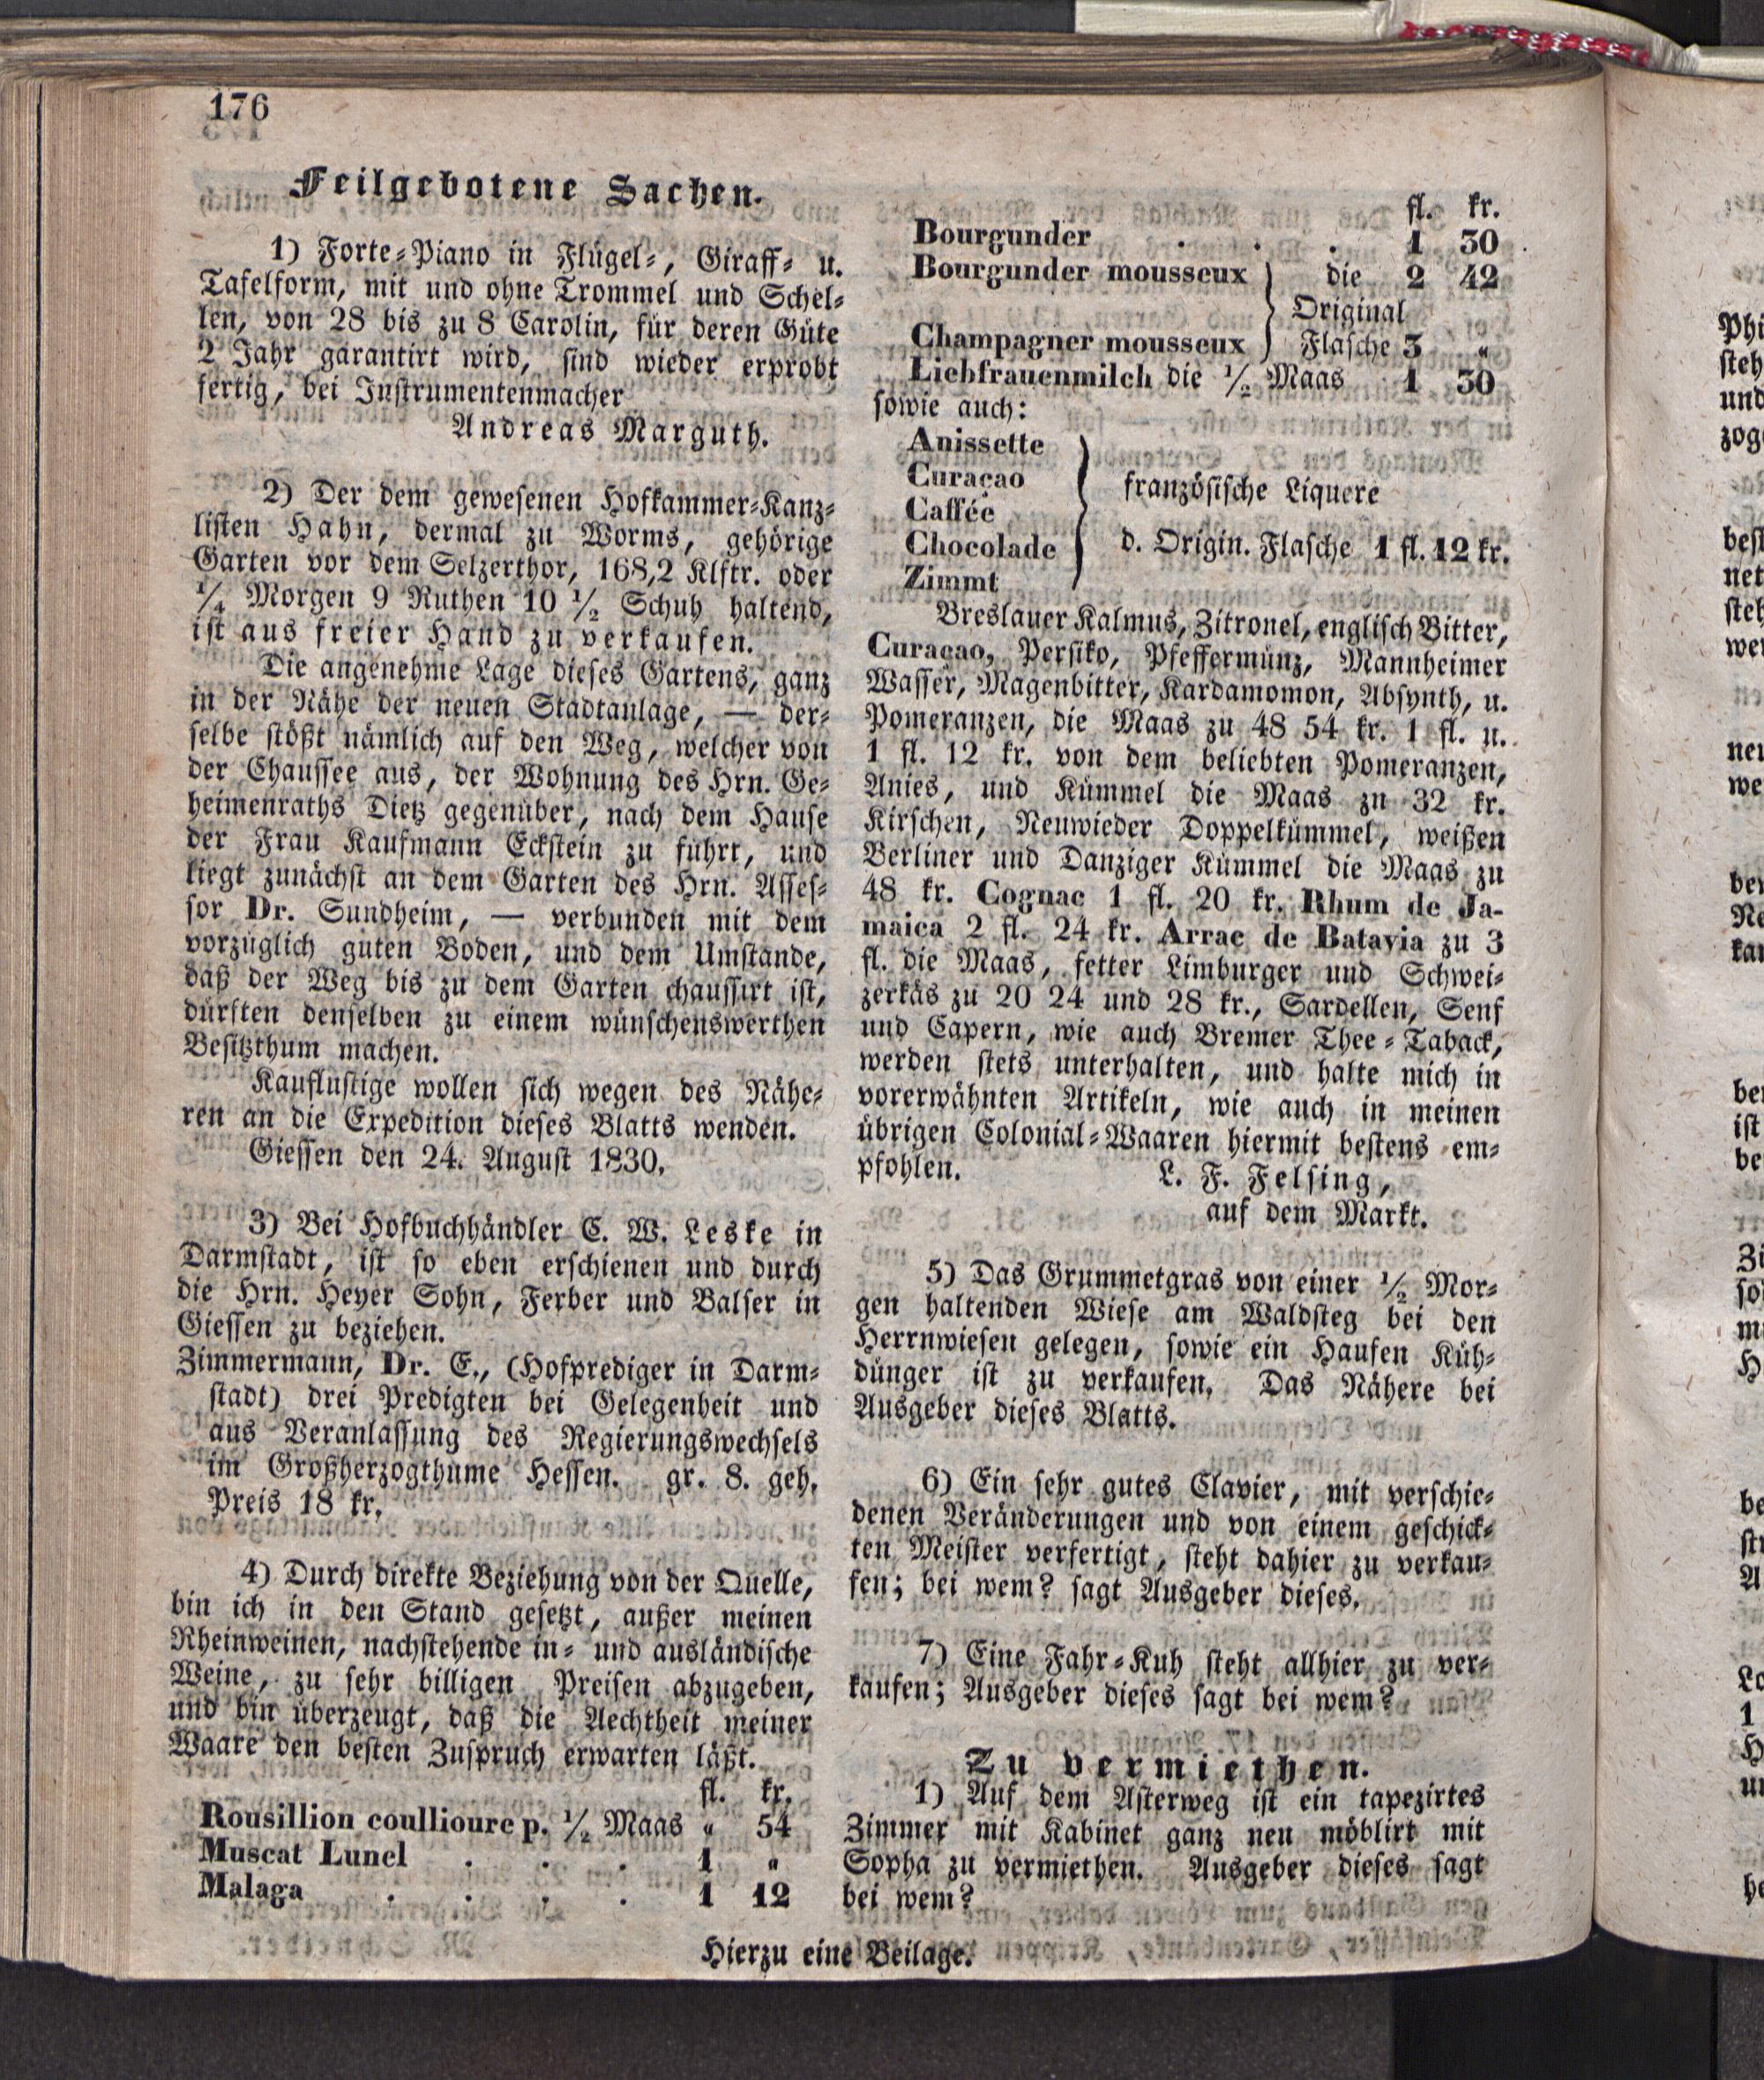 176
Feilgebotene Sachen.
1) Forte-Piano in Flügel-, Giraff- u.
Tafelform, mit und ohne Trommel und Schel-
len, von 28 bis zu 8 Carolin, für deren Güte
2 Jahr garantirt wird, sind wieder erprobt
fertig, bei Instrumentenmacher
Andreas Marguth.
2) Der dem gewesenen Hofkammer-Kanz-
listen Hahn, dermal zu Worms, gehörige
Garten vor dem Selzerthor, 168,2 Klftr. oder
1/4 Morgen 9 Ruthen 10 1/2 Schuh haltend,
ist aus freier Hand zu verkaufen.
Die angenehme Lage dieses Gartens, ganz
in der Nähe der neuen Stadtanlage, — der-
selbe stößt nämlich auf den Weg, welcher von
der Chaussee aus, der Wohnung des Hrn. Ge-
heimenraths Dietz gegenüber, nach dem Hause
der Frau Kaufmann Eckstein zu führt, und
liegt zunächst an dem Garten des Hrn. Asses-
sor Dr. Sundheim, — verbunden mit dem
vorzüglich guten Boden, und dem Umstande,
daß der Weg bis zu dem Garten chaussirt ist,
dürften denselben zu einem wünschenswerthen
Besitzthum machen.
Kauflustige wollen sich wegen des Nähe-
ren an die Expedition dieses Blatts wenden.
Giessen den 24. August 1830.
3) Bei Hofbuchhändler C. W. Leske in
Darmstadt, ist so eben erschienen und durch
die Hrn. Heyer Sohn, Ferber und Balser in
Giessen zu beziehen.
Zimmermann, Dr. E., (Hofprediger in Darm-
stadt) drei Predigten bei Gelegenheit und
aus Veranlassung des Regierungswechsels
im Großherzogthume Hessen. gr. 8. geh.
Preis 18 kr.
4) Durch direkte Beziehung von der Quelle,
bin ich in den Stand gesetzt, außer meinen
Rheinweinen, nachstehende in- und ausländische
Weine, zu sehr billigen Preisen abzugeben,
und bin überzeugt, daß die Aechtheit meiner
Waare den besten Zuspruch erwarten läßt.
fl. kr.
Rousillion coullioure p. 1/2 Maas „ 54
Muscat Lunel . . . 1 „
Malaga . . . . 1 12
fl. kr.
Bourgunder . . . 1 30
Bourgunder mousseux } die 2 42
Original
Champagner mousseux } Flasche 3 „
Liebfrauenmilch die 1/2 Maas 1 30
sowie auch:
Anissette
Curaçao
französische Liquere
Caffée
Chocolade d. Origin. Flasche 1 fl. 12 kr.
Zimmt
Breslauer Kalmus, Zitronel, englisch Bitter,
Curaçao, Persiko, Pfeffermünz, Mannheimer
Wasser, Magenbitter, Kardamomon, Absynth, u.
Pomeranzen, die Maas zu 48 54 kr. 1 fl. u.
1 fl. 12 kr. von dem beliebten Pomeranzen,
Anies, und Kümmel die Maas zu 32 kr.
Kirschen, Neuwieder Doppelkümmel, weißen
Berliner und Danziger Kümmel die Maas zu
48 kr. Cognac 1 fl. 20 kr. Rhum de Ja-
maica 2 fl. 24 kr. Arrac de Batavia zu 3
fl. die Maas, fetter Limburger und Schwei-
zerkäs zu 20 24 und 28 kr., Sardellen, Senf
und Capern, wie auch Bremer Thee-Taback,
werden stets unterhalten, und halte mich in
vorerwähnten Artikeln, wie auch in meinen
übrigen Colonial-Waaren hiermit bestens em-
pfohlen. L. F. Felsing,
auf dem Markt.
5) Das Grummetgras von einer 1/2 Mor-
gen haltenden Wiese am Waldsteg bei den
Herrnwiesen gelegen, sowie ein Haufen Küh-
dünger ist zu verkaufen. Das Nähere bei
Ausgeber dieses Blatts.
6) Ein sehr gutes Clavier, mit verschie-
denen Veränderungen und von einem geschick-
ten Meister verfertigt, steht dahier zu verkau-
fen; bei wem? sagt Ausgeber dieses.
7) Eine Fahr-Kuh steht allhier zu ver-
kaufen; Ausgeber dieses sagt bei wem?
Zu vermiethen.
1) Auf dem Asterweg ist ein tapezirtes
Zimmer mit Kabinet ganz neu möblirt mit
Sopha zu vermiethen. Ausgeber dieses sagt
bei wem?
Hierzu eine Beilage.